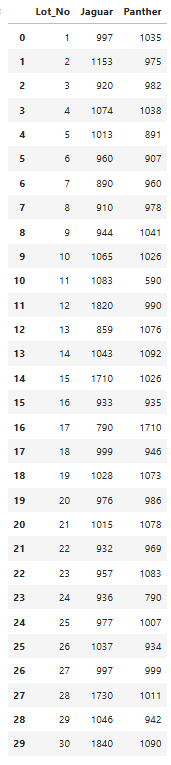 Lot_No Jaguar Panther
0 1 997 1035
1 2 1153 975
2 3 920 982
3 4 1074 1038
4 5 1013 891
5 6 960 907
6 7 890 960
7 8 910 978
8 9 944 1041
9 10 1065 1026
10 11 1083 590
11 12 1820 990
12 13 859 1076
13 14 1043 1092
14 15 1710 1026
15 16 933 935
16 17 790 1710
17 18 999 946
18 19 1028 1073
19 20 976 986
20 21 1015 1078
21 22 932 969
22 23 957 1083
23 24 936 790
24 25 977 1007
25 26 1037 934
26 27 997 999
27 28 1730 1011
28 29 1046 942
29 30 1840 1090